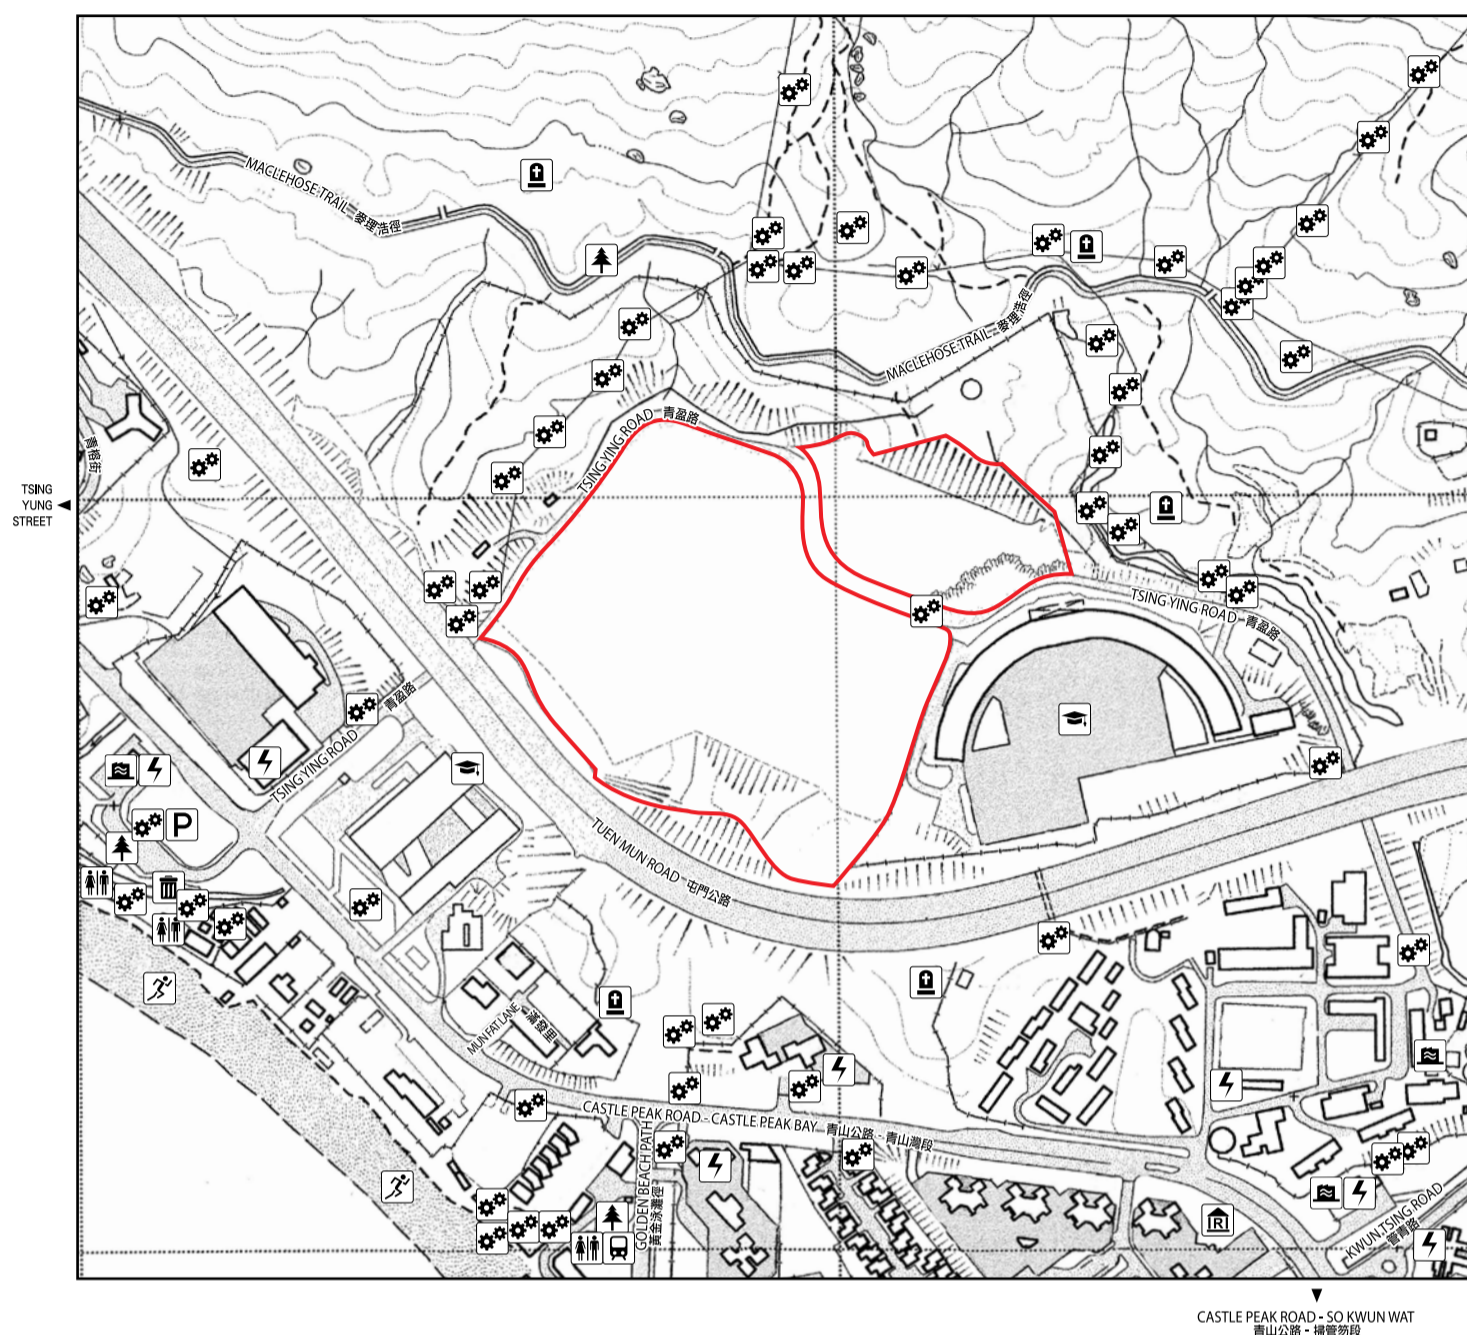 MACLEHOSE TRAIL 麥理浩徑
MACLEHOSE TRAIL 麥理浩徑
TSING YING ROAD 青盈路
TSING
YUNG
STREET
青榕街
TSING YING ROAD 青盈路
TSING YING ROAD 青盈路
P
TUEN MUN ROAD 屯門公路
MUN FAT LANE
滿發里
CASTLE PEAK ROAD - CASTLE PEAK BAY 青山公路 - 青山灣段
GOLDEN BEACH PATH
黃金泳灘徑
R
KWUN TSING ROAD
管青路
CASTLE PEAK ROAD - SO KWUN WAT
青山公路 - 掃管笏段